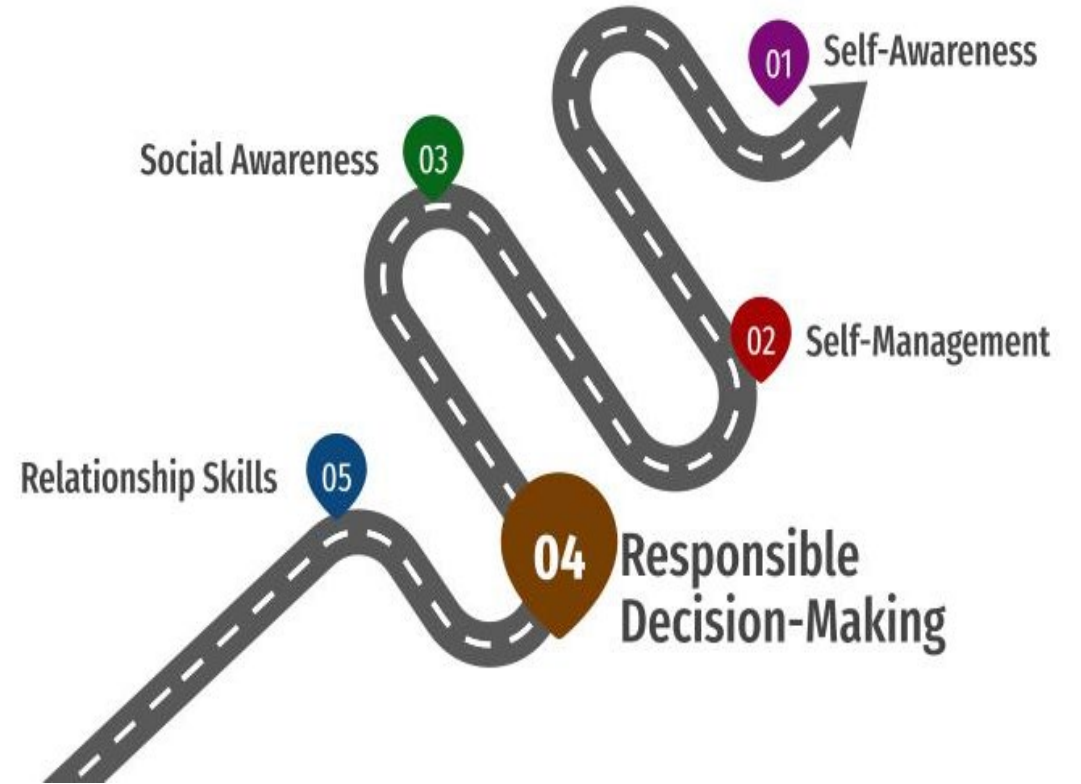 01 Self-Awareness
Social Awareness 03
02 Self-Management
Relationship Skills 05
04 Responsible
Decision-Making